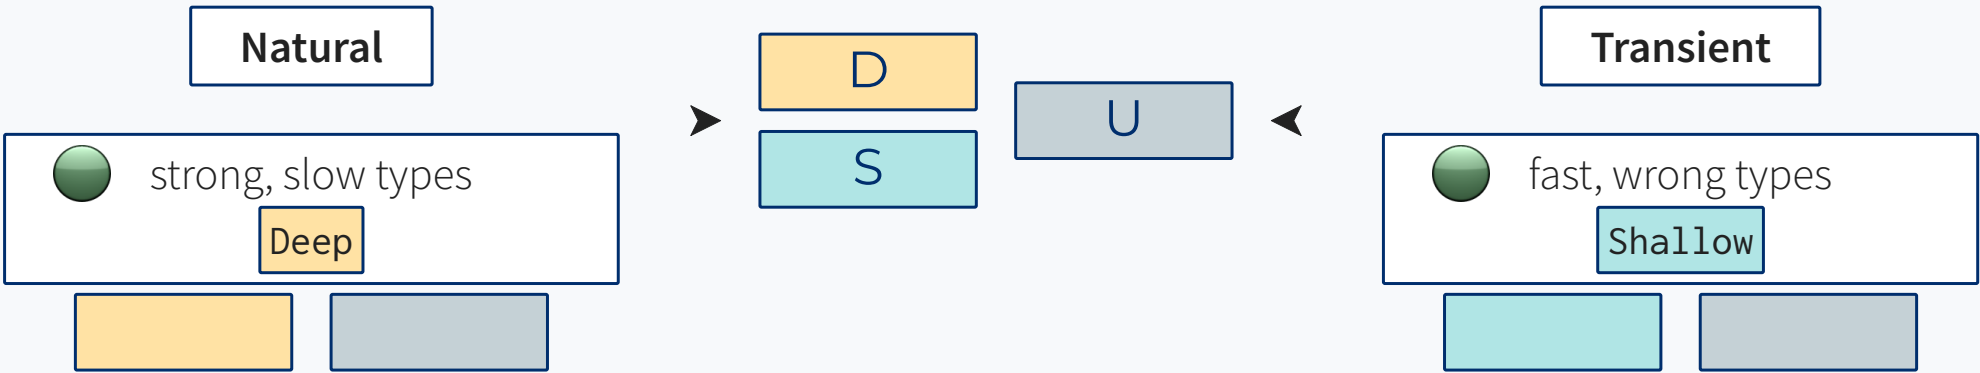 Natural
strong, slow types
Deep
D
S
U
Transient
fast, wrong types
Shallow